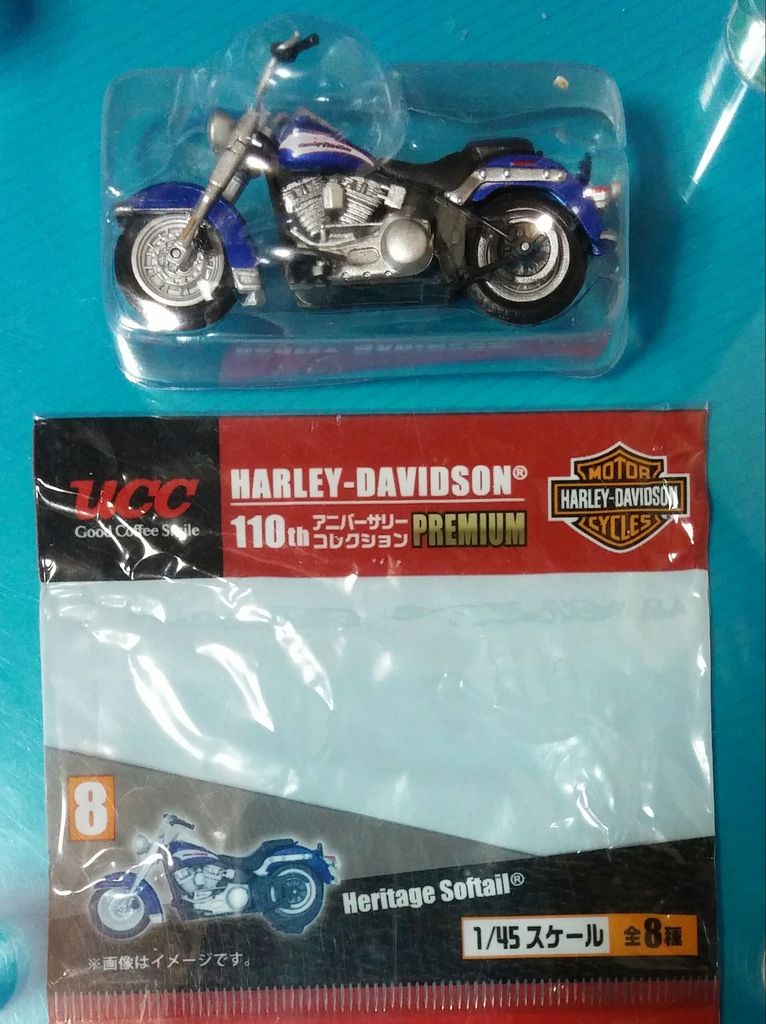 Harley-Davidson
UCC
Good Coffee Smile
HARLEY-DAVIDSON®
110th アニバーサリー
コレクション PREMIUM
MOTOR
HARLEY-DAVIDSON
CYCLES
8
Heritage Softail®
1/45 スケール 全8種
※画像はイメージです。